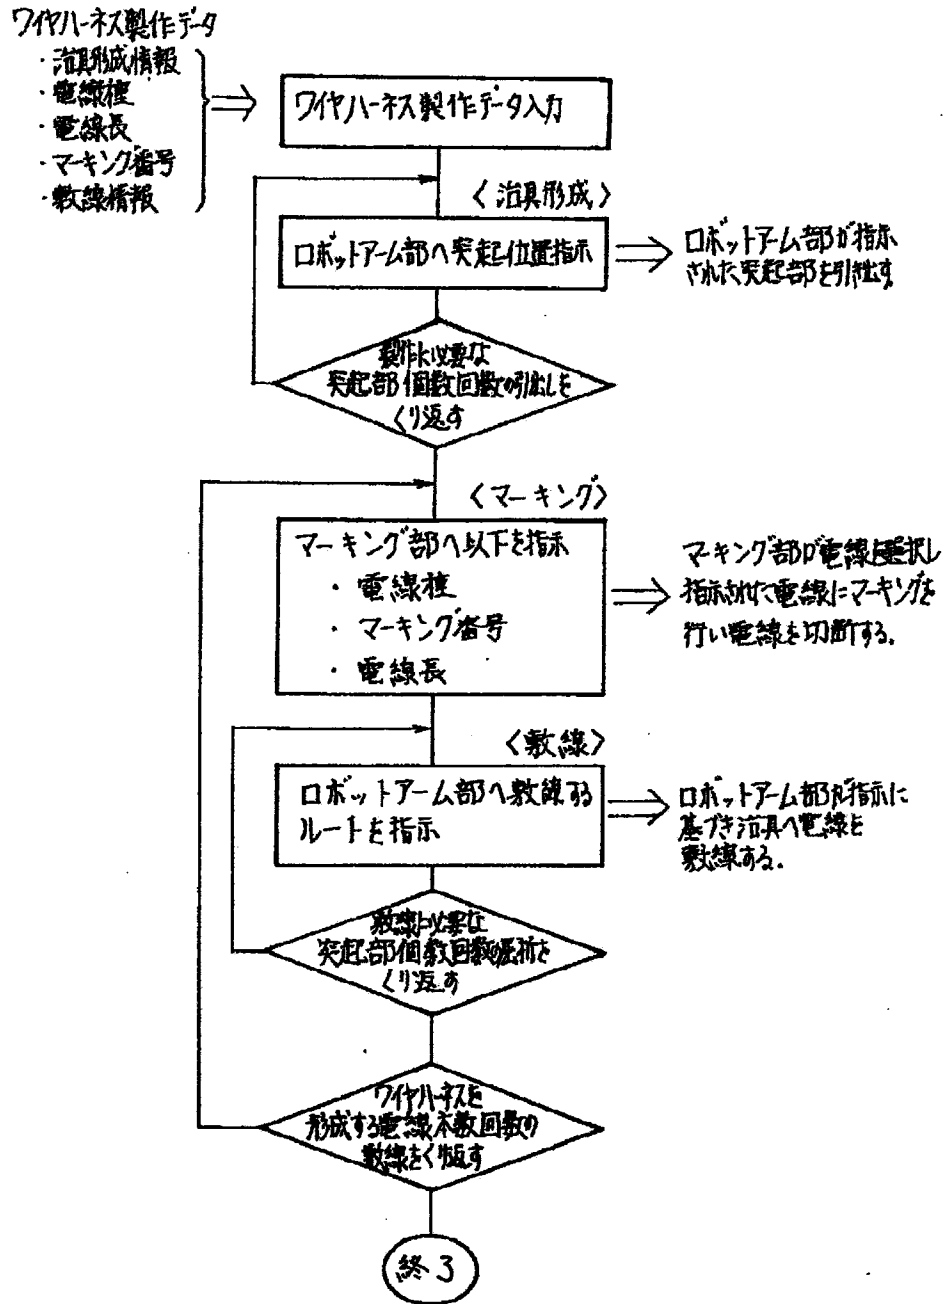 ワイヤハーネス製作データ
・治具形成情報
・電線種
・電線長
・マーキング番号
・敷線情報
ワイヤハーネス製作データ入力
〈治具形成〉
ロボットアーム部へ突起位置指示
ロボットアーム部が指示
された突起部を引き出す。
製作に必要な
突起部個数回数の引出しを
くり返す
〈マーキング〉
マーキング部へ以下を指示
・電線種
・マーキング番号
・電線長
マーキング部が電線を選択し
指示された電線にマーキングを
行い電線を切断する。
〈敷線〉
ロボットアーム部へ敷線する
ルートを指示
ロボットアーム部が指示に
基づき治具へ電線を
敷線する。
敷線に必要な
突起部個数回数の屈折を
くり返す
ワイヤハーネスを
形成する電線本数回数の
敷線をくり返す
終了